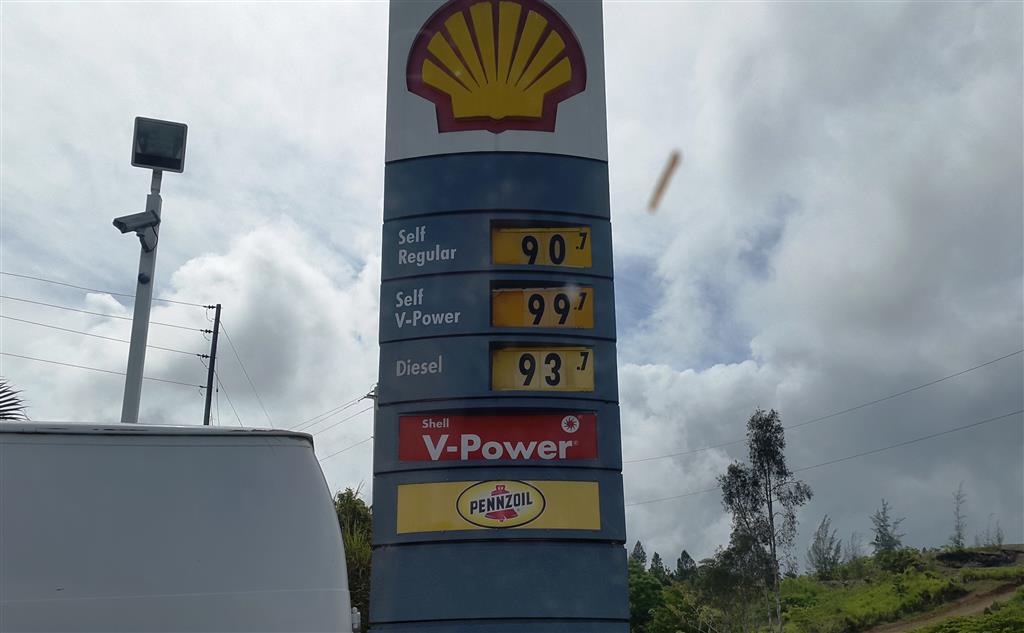 Self
Regular
90.7
Self
V-Power
99.7
Diesel
93.7
Shell
V-Power
PENNZOIL